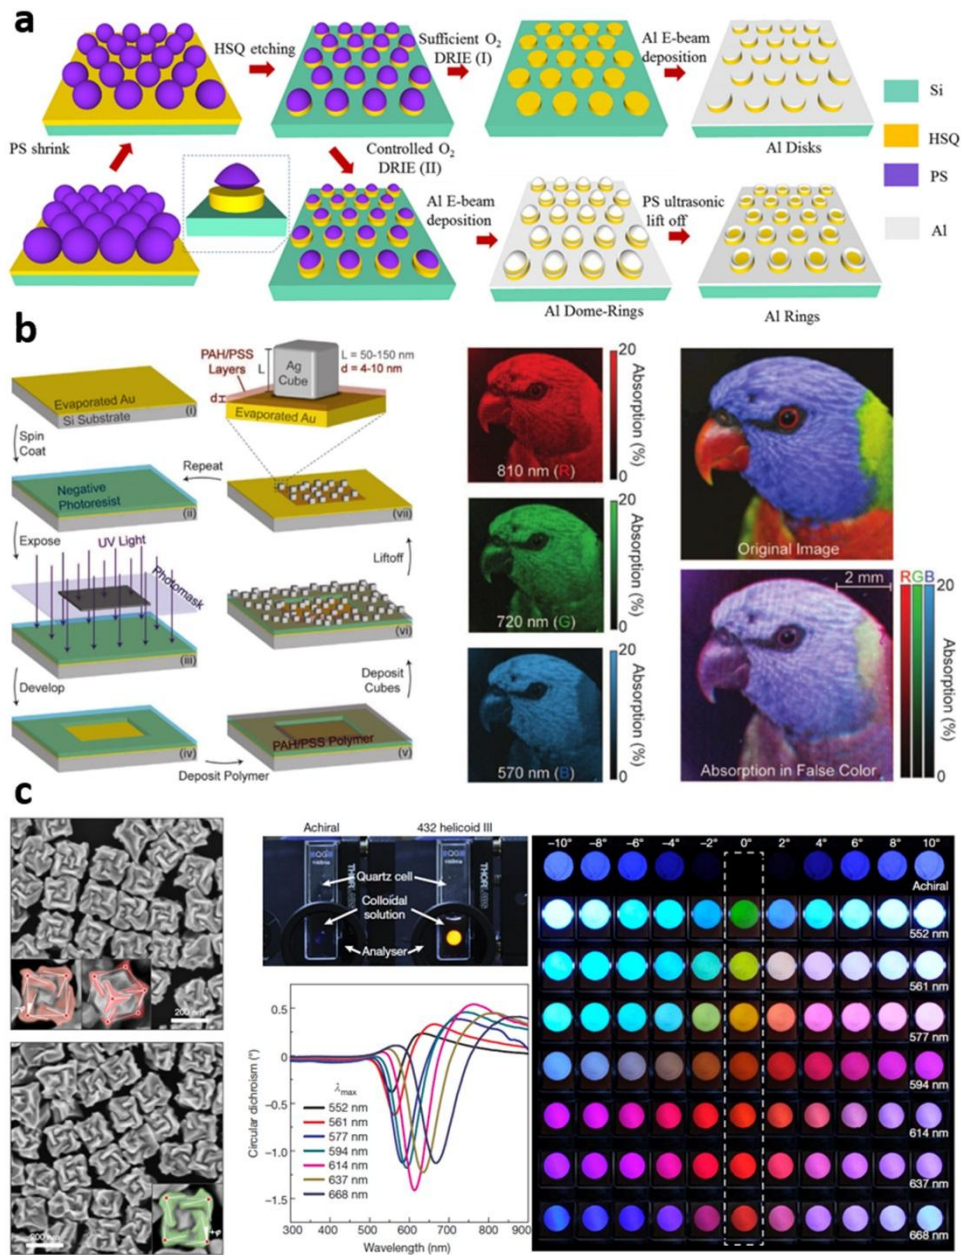 a
HSQ etching
Sufficient O2
DRIE (I)
Al E-beam
deposition
Si
HSQ
PS
Al
Al Disks
PS shrink
Controlled O2
DRIE (II)
Al E-beam
deposition
PS ultrasonic
lift off
Al Dome-Rings
Al Rings
b
Evaporated Au
Si Substrate
(i)
Spin
Coat
PAH/PSS
Layers
L
d
Ag
Cube
L = 50-150 nm
d = 4-10 nm
Evaporated Au
Repeat
Negative
Photoresist
(ii)
(vii)
Expose
UV Light
Photomask
Liftoff
(iii)
(vi)
Develop
Deposit
Cubes
(iv)
PAH/PSS Polymer
(v)
Deposit Polymer
810 nm (R)
20
Absorption (%)
0
720 nm (G)
20
Absorption (%)
0
570 nm (B)
20
Absorption (%)
0
Original Image
2 mm
RGB
20
Absorption (%)
0
Absorption in False Color
c
200 nm
200 nm
+φ
Achiral
432 helicoid III
Quartz cell
Colloidal
solution
Analyser
THOR
Circular dichroism (°)
0.5
0
−0.5
−1.0
−1.5
λmax
552 nm
561 nm
577 nm
594 nm
614 nm
637 nm
668 nm
300 400 500 600 700 800 900
Wavelength (nm)
−10° −8° −6° −4° −2° 0° 2° 4° 6° 8° 10°
Achiral
552 nm
561 nm
577 nm
594 nm
614 nm
637 nm
668 nm